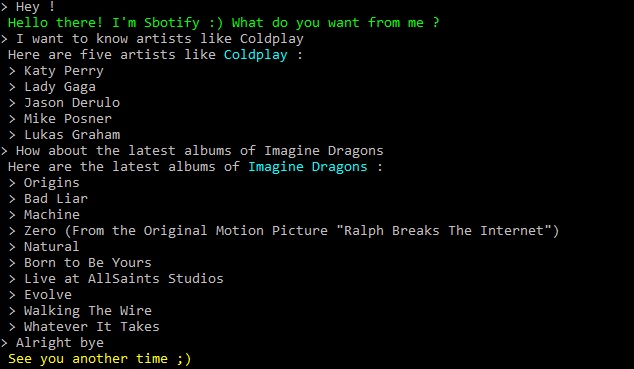 > Hey !
Hello there! I'm Sbotify :) What do you want from me ?
> I want to know artists like Coldplay
Here are five artists like Coldplay :
> Katy Perry
> Lady Gaga
> Jason Derulo
> Mike Posner
> Lukas Graham
> How about the latest albums of Imagine Dragons
Here are the latest albums of Imagine Dragons :
> Origins
> Bad Liar
> Machine
> Zero (From the Original Motion Picture "Ralph Breaks The Internet")
> Natural
> Born to Be Yours
> Live at AllSaints Studios
> Evolve
> Walking The Wire
> Whatever It Takes
> Alright bye
See you another time ;)